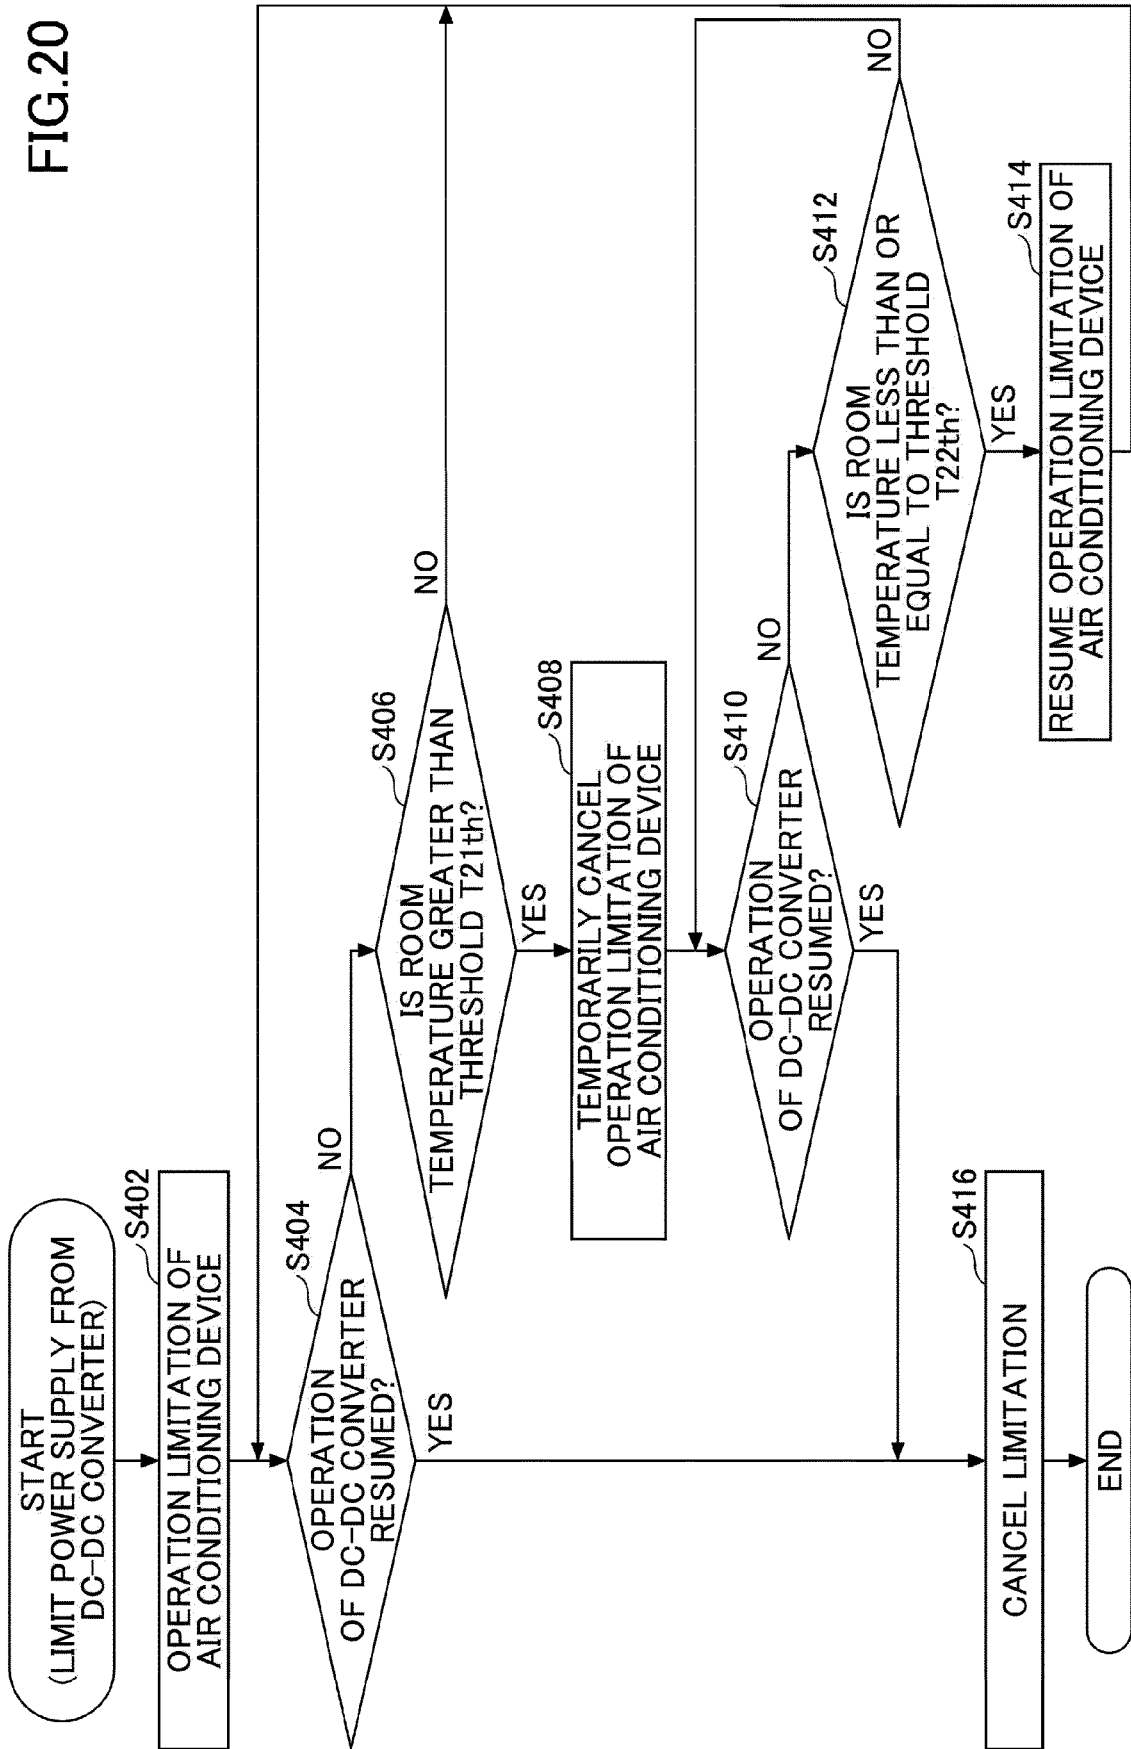 FIG.20
START
(LIMIT POWER SUPPLY FROM
DC-DC CONVERTER)
S402
OPERATION LIMITATION OF
AIR CONDITIONING DEVICE
S404
OPERATION
OF DC-DC CONVERTER
RESUMED?
NO
YES
S406
IS ROOM
TEMPERATURE GREATER THAN
THRESHOLD T21th?
NO
YES
S408
TEMPORARILY CANCEL
OPERATION LIMITATION OF
AIR CONDITIONING DEVICE
S410
OPERATION
OF DC-DC CONVERTER
RESUMED?
NO
YES
S412
IS ROOM
TEMPERATURE LESS THAN OR
EQUAL TO THRESHOLD
T22th?
NO
YES
S414
RESUME OPERATION LIMITATION OF
AIR CONDITIONING DEVICE
S416
CANCEL LIMITATION
END